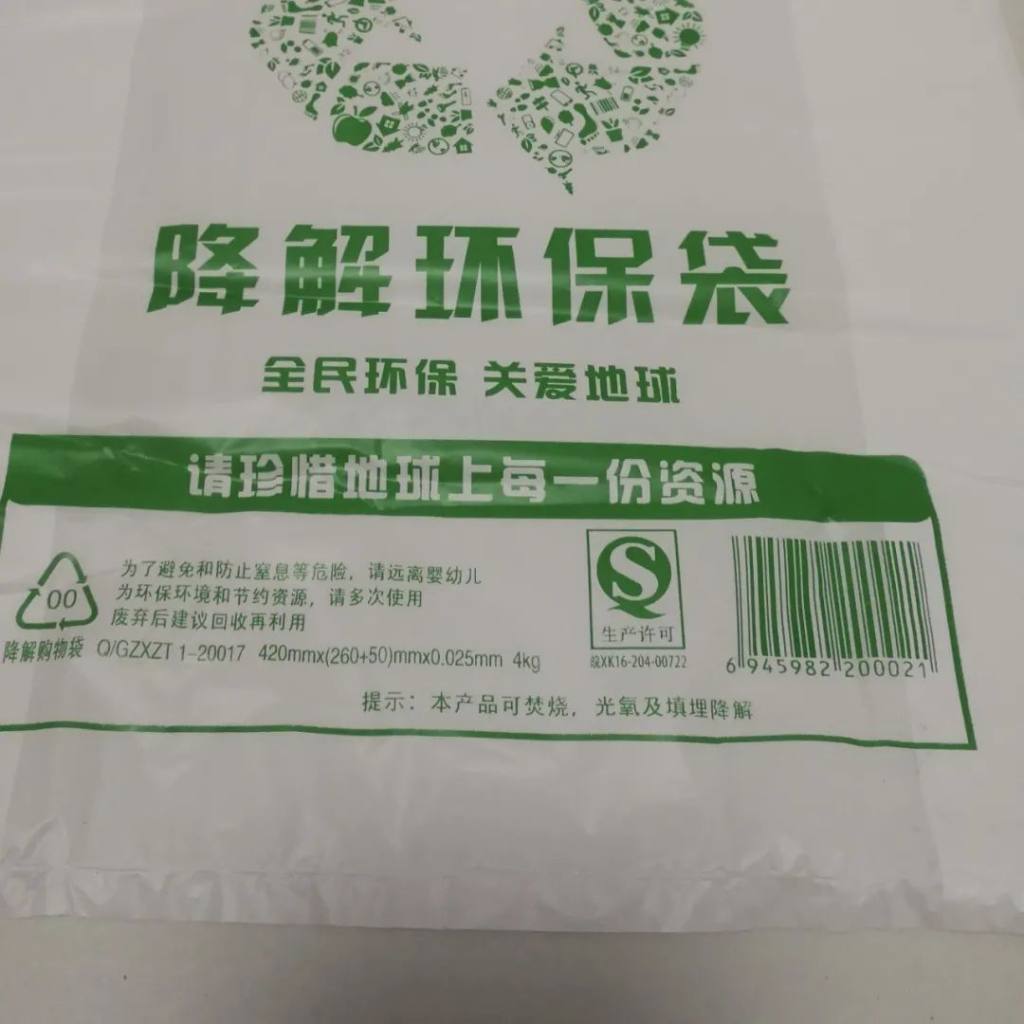 降解环保袋
全民环保 关爱地球
请珍惜地球上每一份资源
为了避免和防止窒息等危险，请远离婴幼儿
为环保环境和节约资源，请多次使用
废弃后建议回收再利用
00
降解购物袋 Q/GZXZT 1-20017 420mmx(260+50)mmx0.025mm 4kg
S
生产许可
皖XK16-204-00722
6 945982 200021
提示：本产品可焚烧，光氧及填埋降解